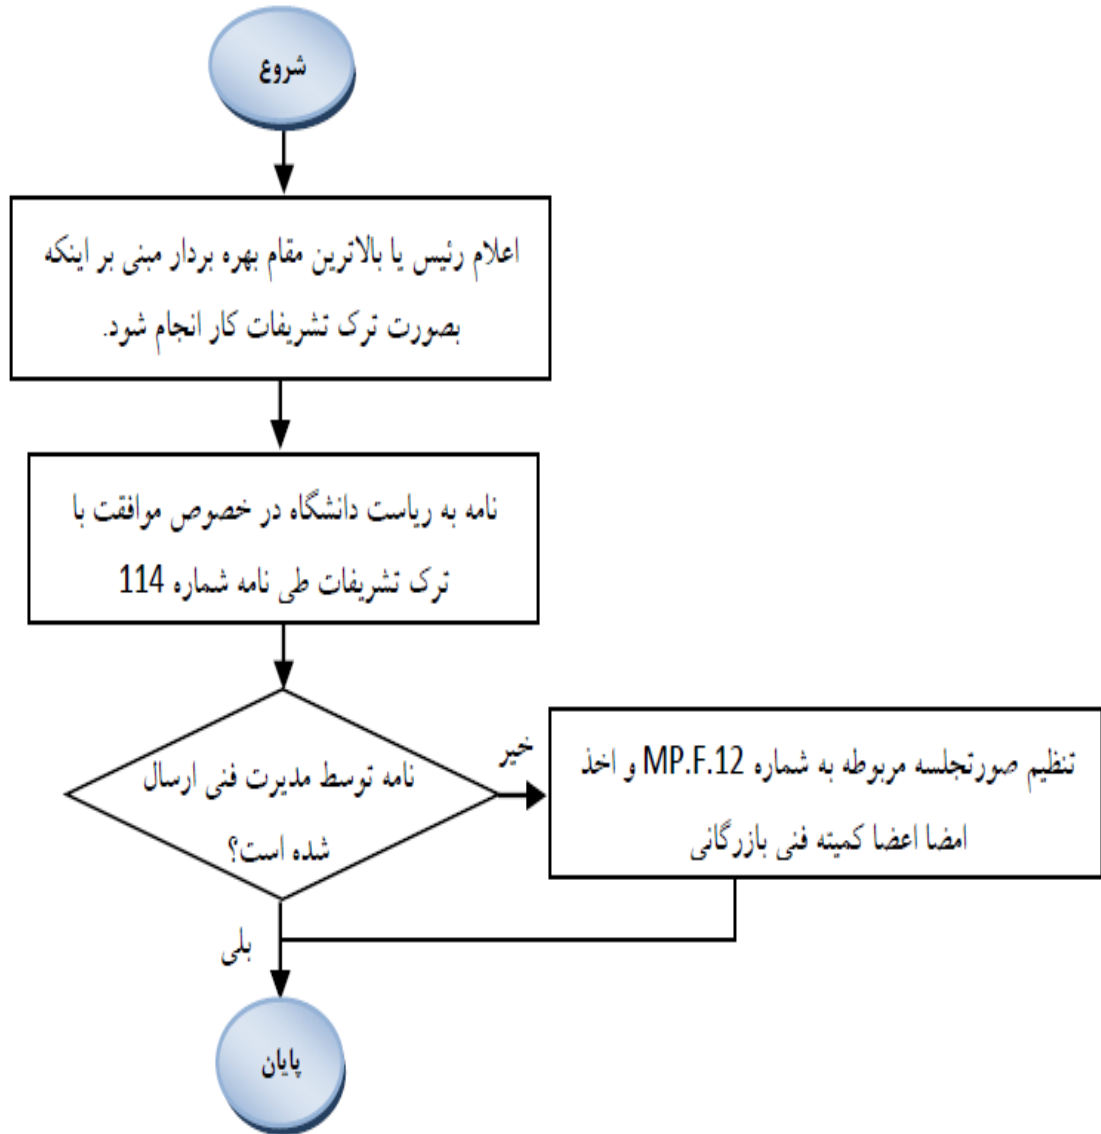 شروع
اعلام رئیس یا بالاترین مقام بهره بردار مبنی بر اینکه
بصورت ترک تشریفات کار انجام شود.
نامه به ریاست دانشگاه در خصوص موافقت با
ترک تشریفات طی نامه شماره 114
نامه توسط مدیرت فنی ارسال
شده است؟
خیر
تنظیم صورتجلسه مربوطه به شماره MP.F.12 و اخذ
امضا اعضا کمیته فنی بازرگانی
بلی
پایان